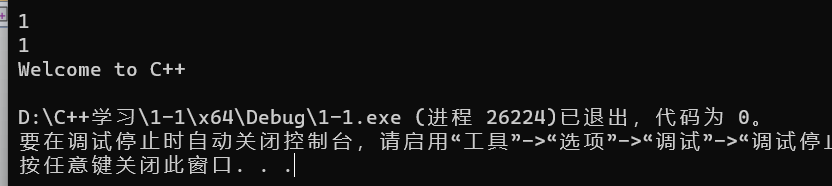 1
1
Welcome to C++
D:\C++学习\1-1\x64\Debug\1-1.exe (进程 26224)已退出，代码为 0。
要在调试停止时自动关闭控制台，请启用“工具”->“选项”->“调试”->“调试停止
按任意键关闭此窗口. . .